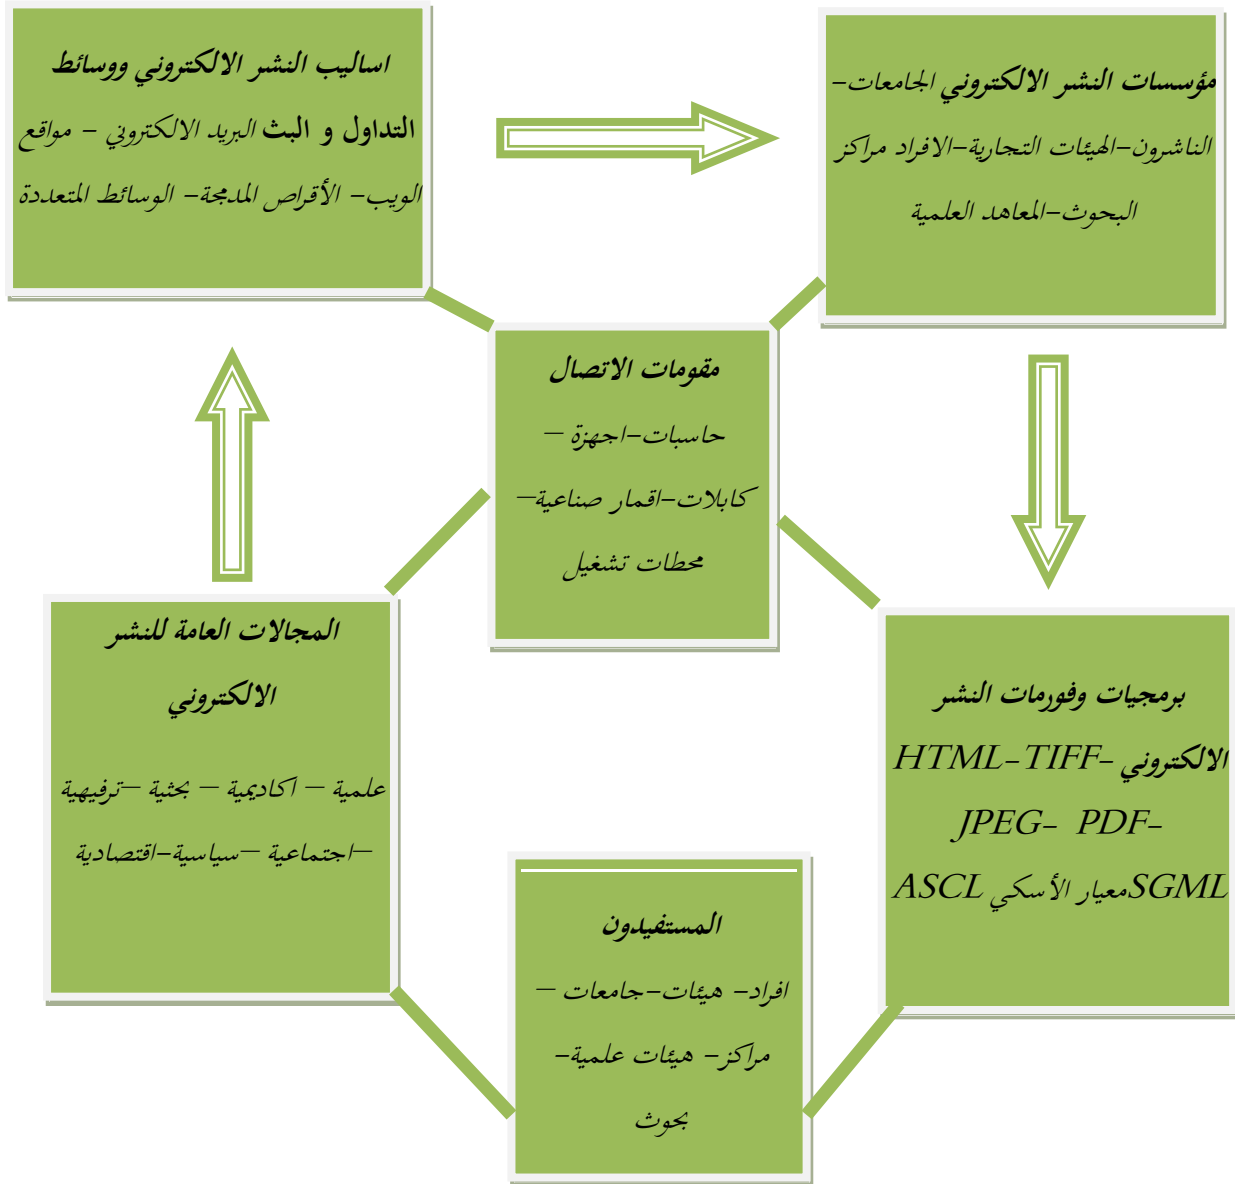 اساليب النشر الالكتروني ووسائط
التداول و البث البريد الالكتروني – مواقع
الويب– الأقراص المدمجة– الوسائط المتعددة
مؤسسات النشر الالكتروني الجامعات–
الناشرون–الهيئات التجارية–الافراد مراكز
البحوث–المعاهد العلمية
مقومات الاتصال
حاسبات–اجهزة –
كابلات–اقمار صناعية–
محطات تشغيل
المجالات العامة للنشر
الالكتروني
علمية – اكاديمية – بحثية –ترفيهية
–اجتماعية –سياسية–اقتصادية
برمجيات وفورمات النشر
الالكتروني –HTML–TIFF
JPEG– PDF–
SGMLمعيار الأسكي ASCL
المستفيدون
افراد– هيئات–جامعات –
مراكز– هيئات علمية–
بحوث